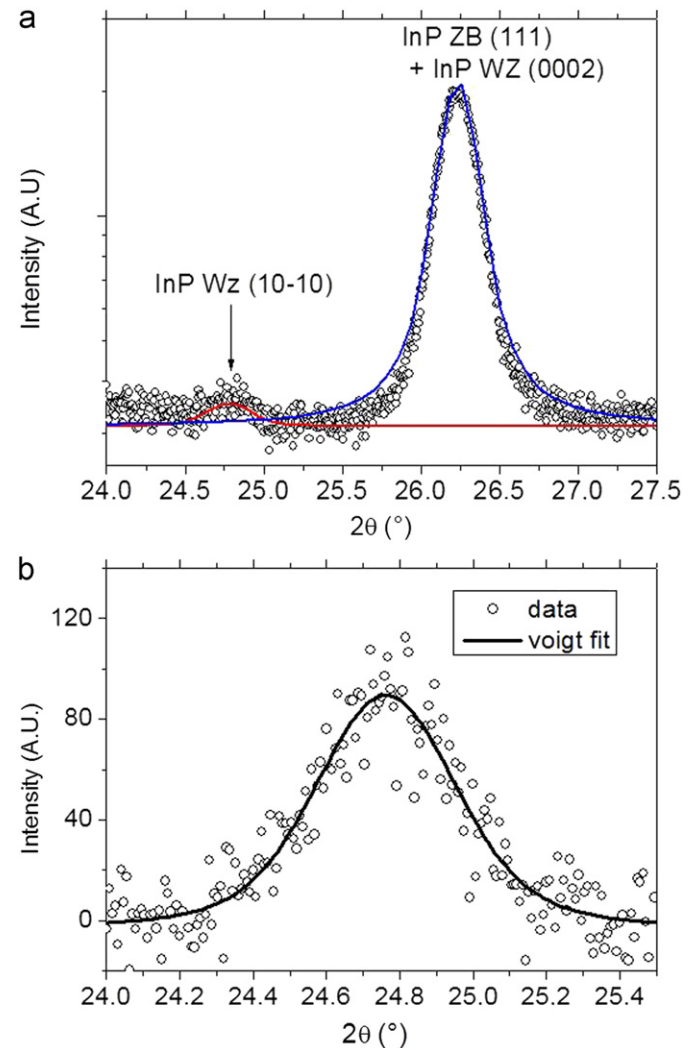 a
InP ZB (111)
+ InP WZ (0002)
InP Wz (10-10)
Intensity (A.U)
24.0 24.5 25.0 25.5 26.0 26.5 27.0 27.5
2θ (°)
b
data
voigt fit
120
80
40
0
Intensity (A.U.)
24.0 24.2 24.4 24.6 24.8 25.0 25.2 25.4
2θ (°)